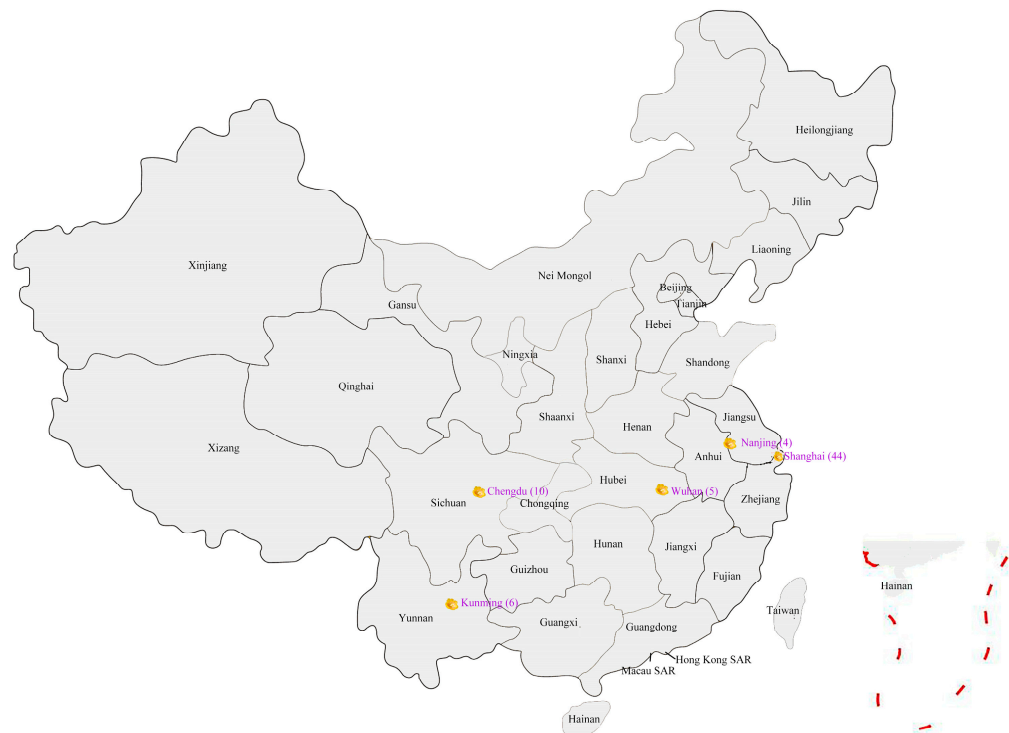 Heilongjiang
Jilin
Liaoning
Xinjiang
Nei Mongol
Beijing
Gansu
Tianjin
Hebei
Ningxia
Shanxi
Shandong
Qinghai
Shaanxi
Jiangsu
Henan
Nanjing (4)
Xizang
Anhui
Shanghai (44)
Hubei
Chengdu (10)
Wuhan (5)
Sichuan
Chongqing
Zhejiang
Hunan
Jiangxi
Guizhou
Fujian
Hainan
Kunming (6)
Yunnan
Guangxi
Guangdong
Taiwan
Hong Kong SAR
Macau SAR
Hainan